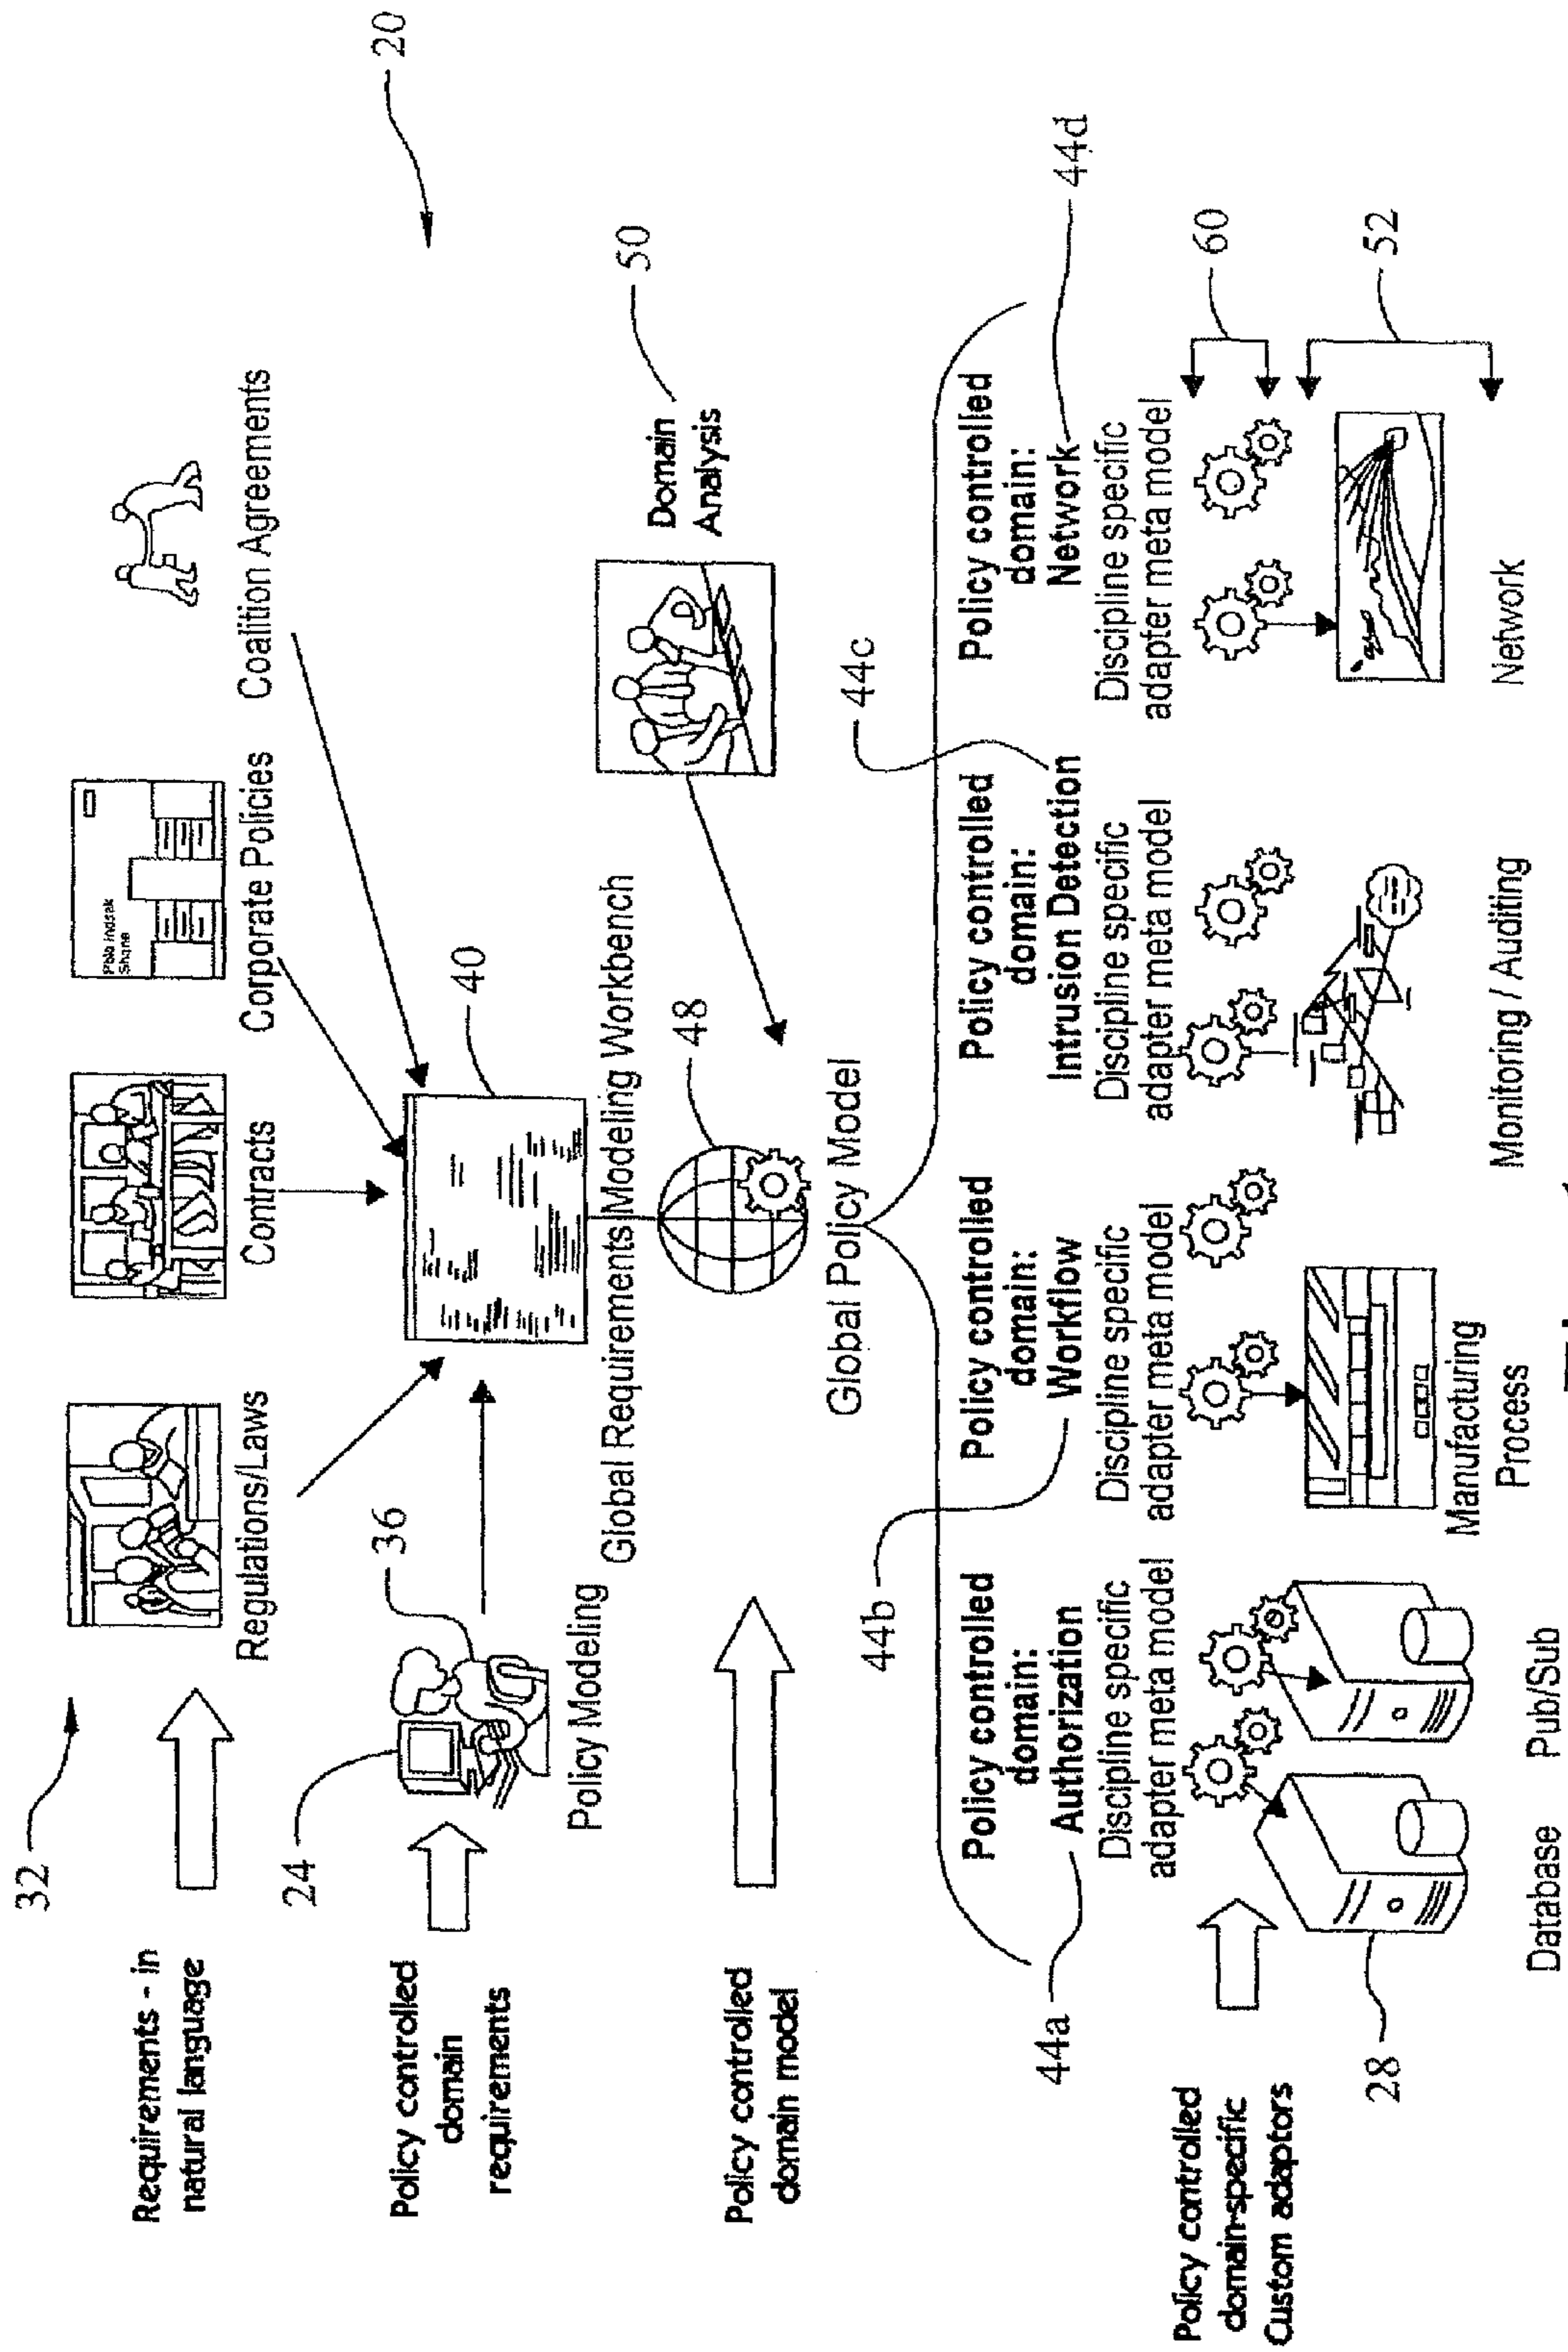 20
32
Requirements - in
natural language
Regulations/Laws
Contracts
Corporate Policies
Coalition Agreements
24
36
40
Policy controlled
domain
requirements
Policy Modeling
Global Requirements Modeling Workbench
50
Domain
Analysis
48
Policy controlled
domain model
Global Policy Model
44a
44b
44c
44d
Policy controlled
domain:
Authorization
Discipline specific
adapter meta model
Policy controlled
domain:
Workflow
Discipline specific
adapter meta model
Policy controlled
domain:
Intrusion Detection
Discipline specific
adapter meta model
Policy controlled
domain:
Network
Discipline specific
adapter meta model
60
52
Policy controlled
domain-specific
Custom adaptors
28
Database
Pub/Sub
Manufacturing
Process
Monitoring / Auditing
Network